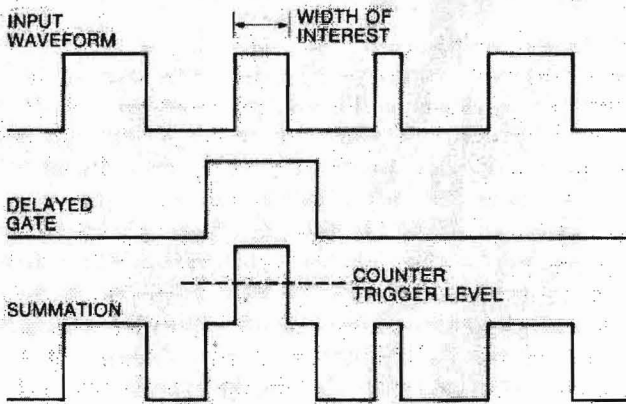 INPUT
WAVEFORM
WIDTH OF
INTEREST
DELAYED
GATE
COUNTER
TRIGGER LEVEL
SUMMATION